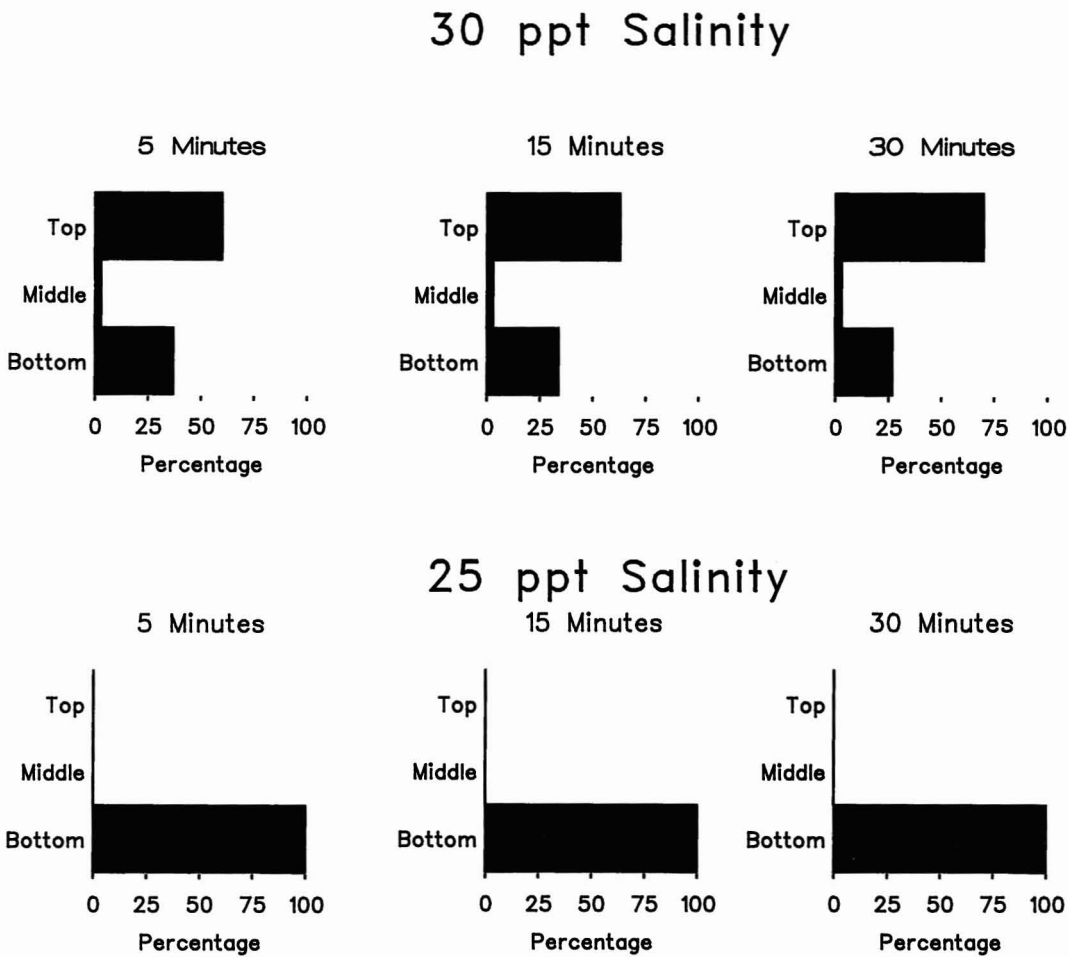 30 ppt Salinity
5 Minutes 15 Minutes 30 Minutes
Top Top Top
Middle Middle Middle
Bottom Bottom Bottom
0 25 50 75 100 0 25 50 75 100 0 25 50 75 100
Percentage Percentage Percentage
25 ppt Salinity
5 Minutes 15 Minutes 30 Minutes
Top Top Top
Middle Middle Middle
Bottom Bottom Bottom
0 25 50 75 100 0 25 50 75 100 0 25 50 75 100
Percentage Percentage Percentage